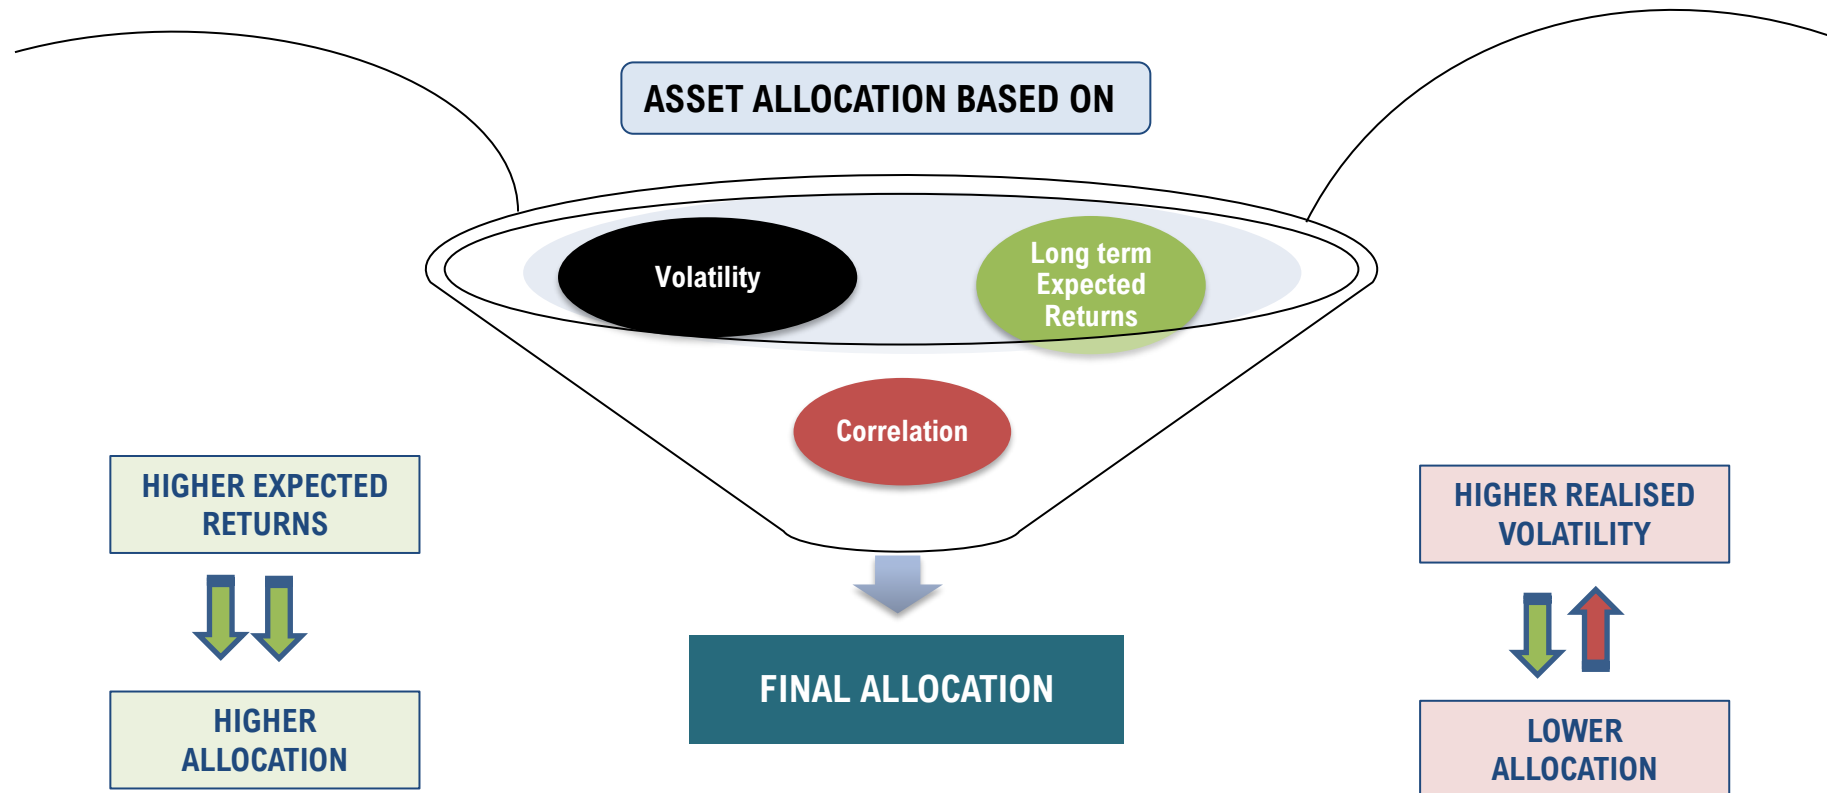 ASSET ALLOCATION BASED ON
Volatility
Long term
Expected
Returns
Correlation
HIGHER EXPECTED
RETURNS
HIGHER
ALLOCATION
FINAL ALLOCATION
HIGHER REALISED
VOLATILITY
LOWER
ALLOCATION